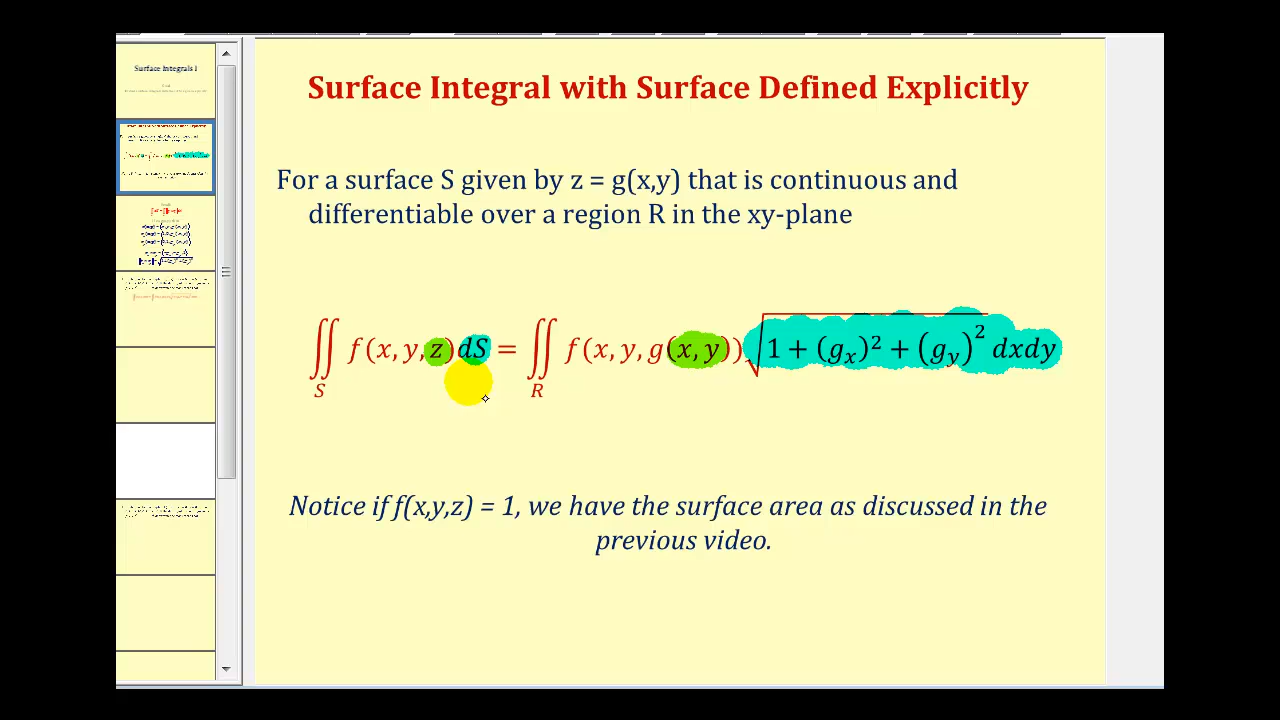 Surface Integrals I
Surface Integral with Surface Defined Explicitly
For a surface S given by z = g(x,y) that is continuous and
differentiable over a region R in the xy-plane
∬_S f(x, y, z) dS = ∬_R f(x, y, g(x, y)) √(1 + (g_x)² + (g_y)²) dxdy
Notice if f(x,y,z) = 1, we have the surface area as discussed in the
previous video.